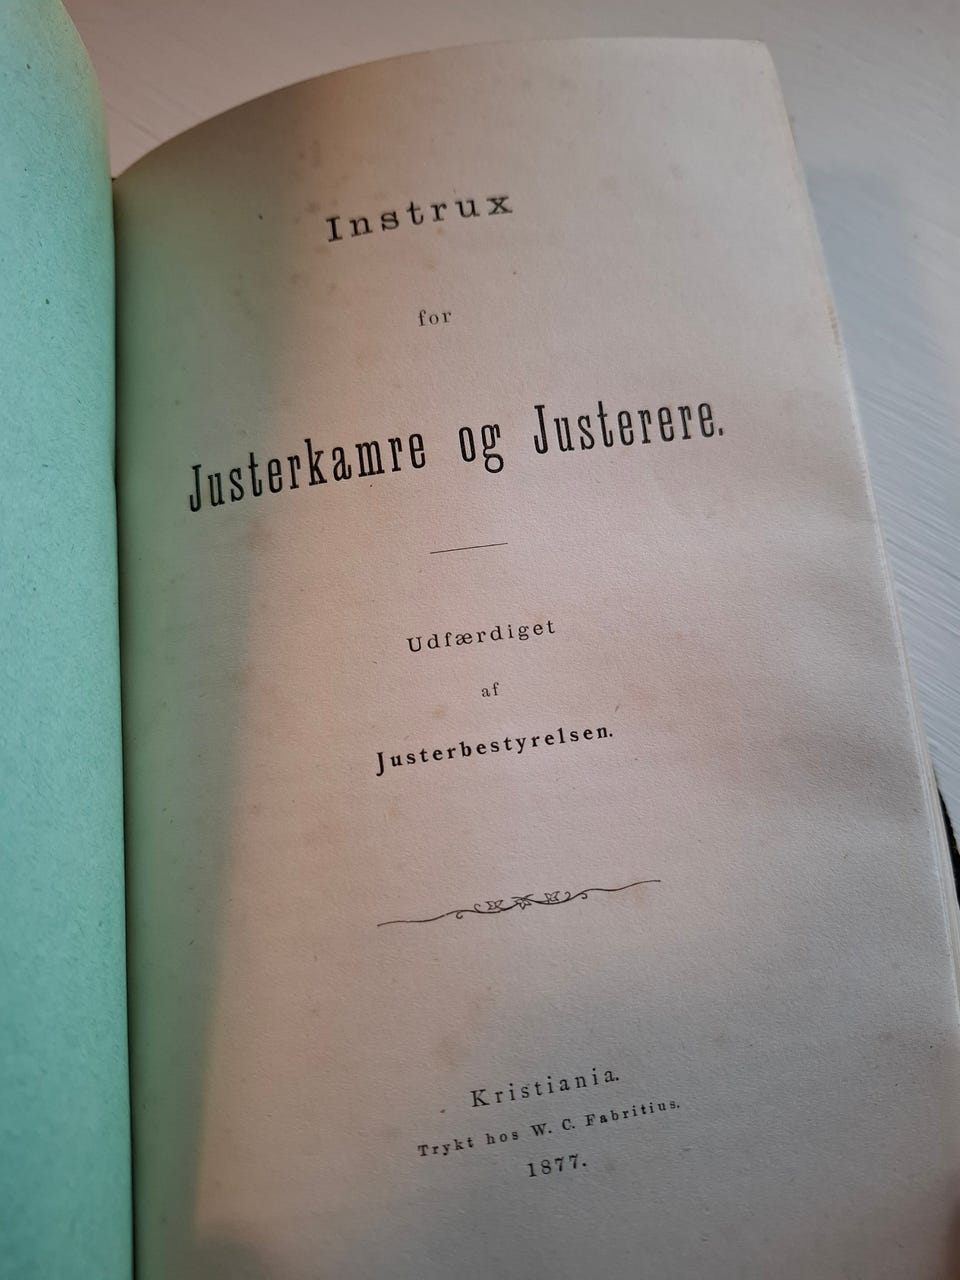 Instrux
for
Justerkamre og Justerere.
Udfærdiget
af
Justerbestyrelsen.
Kristiania.
Trykt hos W. C. Fabritius.
1877.